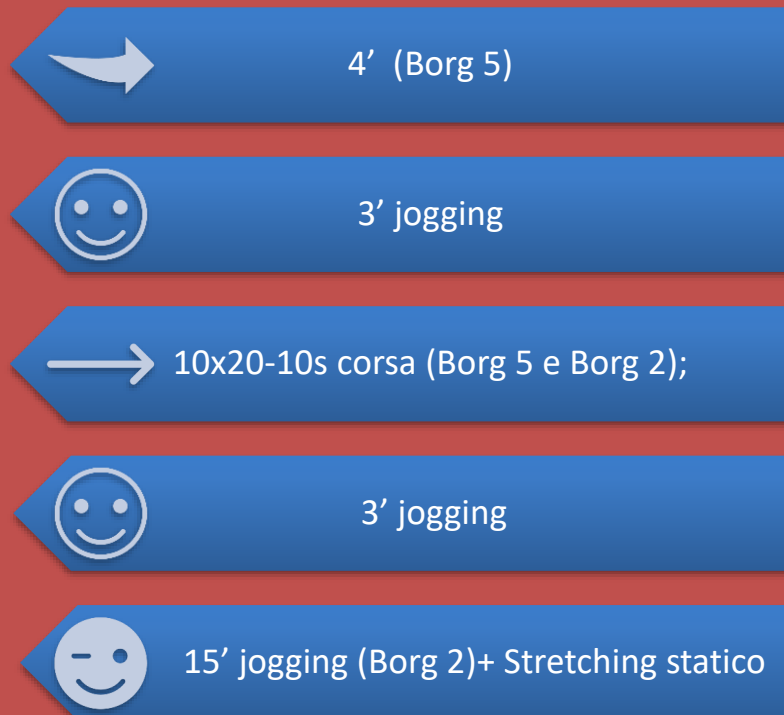 4’ (Borg 5)
3’ jogging
10x20-10s corsa (Borg 5 e Borg 2);
3’ jogging
15’ jogging (Borg 2)+ Stretching statico